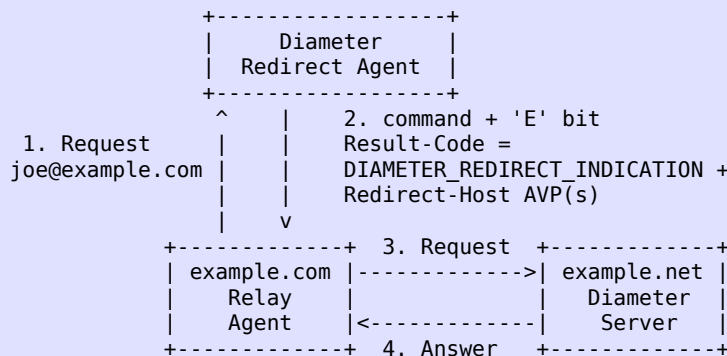 +------------------+
                    |     Diameter     |
                    |  Redirect Agent  |
                    +------------------+
                     ^    |    2. command + 'E' bit
 1. Request          |    |    Result-Code =
joe@example.com |    |    DIAMETER_REDIRECT_INDICATION +
                     |    |    Redirect-Host AVP(s)
                     |    v
                +-------------+  3. Request  +-------------+
                | example.com |------------->| example.net |
                |    Relay    |              |   Diameter  |
                |    Agent    |<-------------|    Server   |
                +-------------+  4. Answer   +-------------+